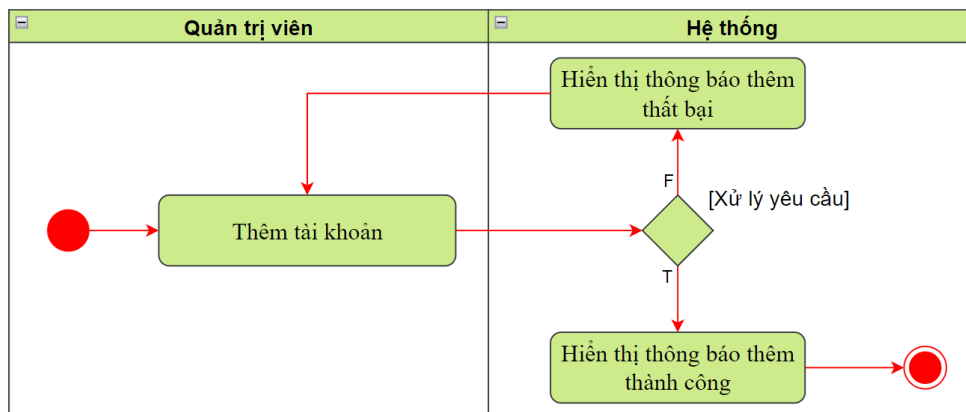 Quản trị viên
Hệ thống
Hiển thị thông báo thêm
thất bại
F
[Xử lý yêu cầu]
Thêm tài khoản
T
Hiển thị thông báo thêm
thành công